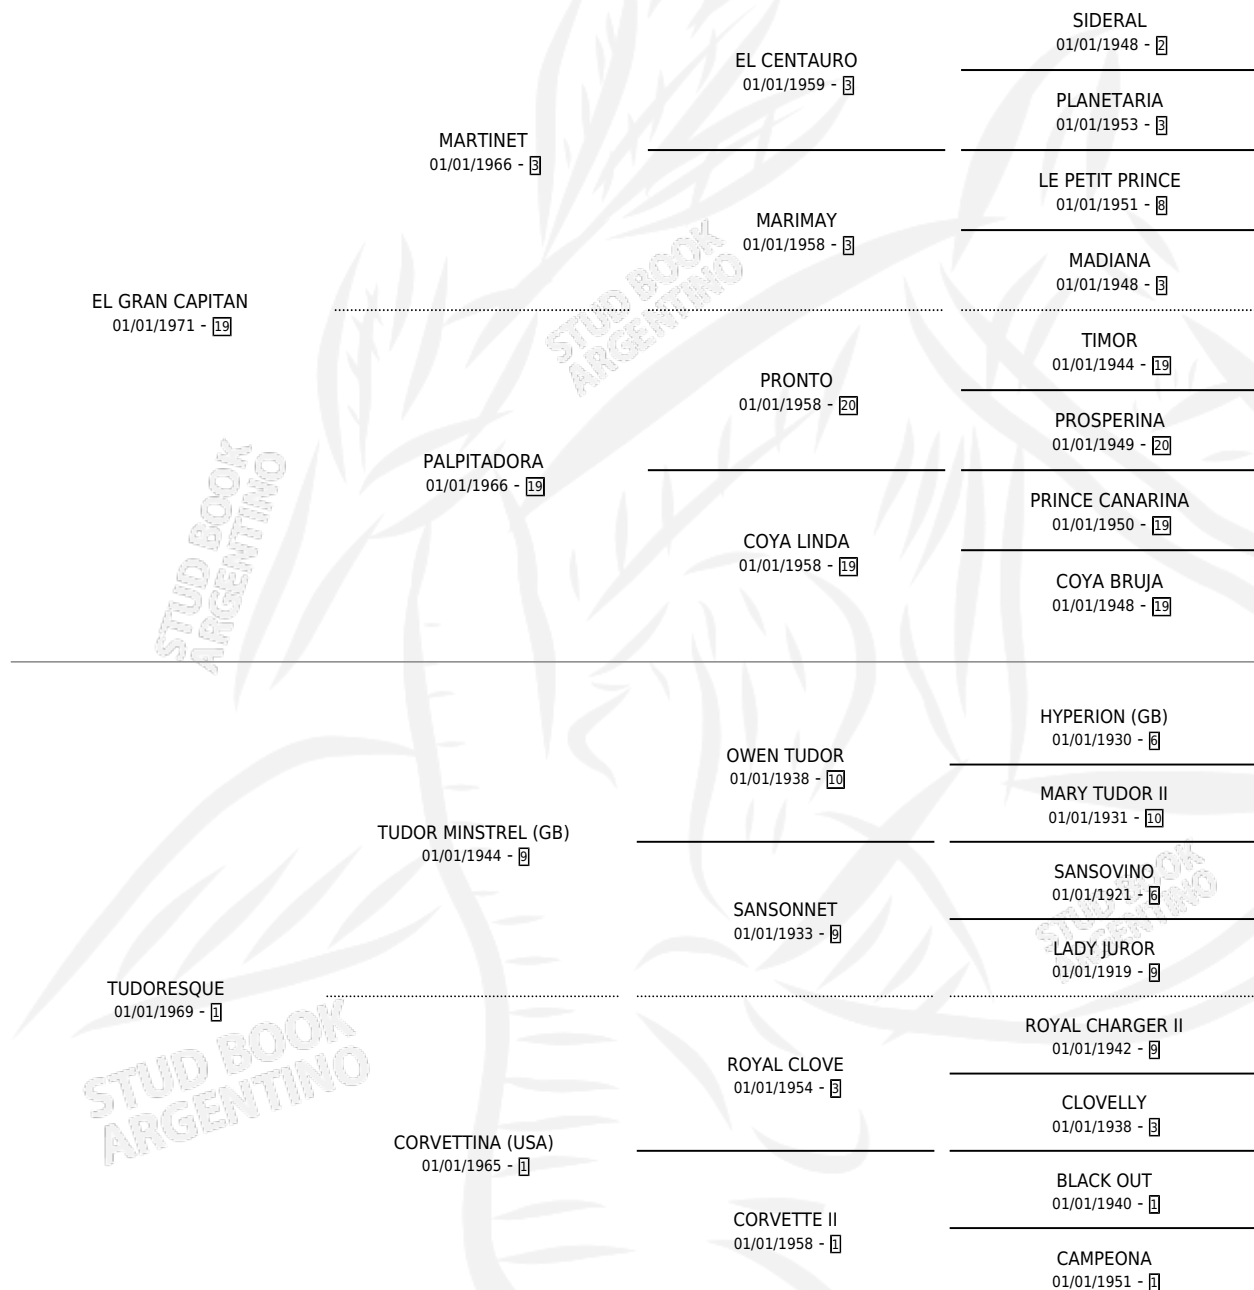 SIDERAL
01/01/1948 - 2
EL CENTAURO
01/01/1959 - 3
PLANETARIA
01/01/1953 - 3
MARTINET
01/01/1966 - 3
LE PETIT PRINCE
01/01/1951 - 8
MARIMAY
01/01/1958 - 3
MADIANA
01/01/1948 - 3
EL GRAN CAPITAN
01/01/1971 - 19
TIMOR
01/01/1944 - 19
PRONTO
01/01/1958 - 20
PROSPERINA
01/01/1949 - 20
PALPITADORA
01/01/1966 - 19
PRINCE CANARINA
01/01/1950 - 19
COYA LINDA
01/01/1958 - 19
COYA BRUJA
01/01/1948 - 19
HYPERION (GB)
01/01/1930 - 6
OWEN TUDOR
01/01/1938 - 10
MARY TUDOR II
01/01/1931 - 10
TUDOR MINSTREL (GB)
01/01/1944 - 9
SANSOVINO
01/01/1921 - 6
SANSONNET
01/01/1933 - 9
LADY JUROR
01/01/1919 - 9
TUDORESQUE
01/01/1969 - 1
ROYAL CHARGER II
01/01/1942 - 9
ROYAL CLOVE
01/01/1954 - 3
CLOVELLY
01/01/1938 - 3
CORVETTINA (USA)
01/01/1965 - 1
BLACK OUT
01/01/1940 - 1
CORVETTE II
01/01/1958 - 1
CAMPEONA
01/01/1951 - 1
STUD BOOK
ARGENTINO
STUD BOOK
ARGENTINO
STUD BOOK
ARGENTINO
STUD BOOK
ARGENTINO